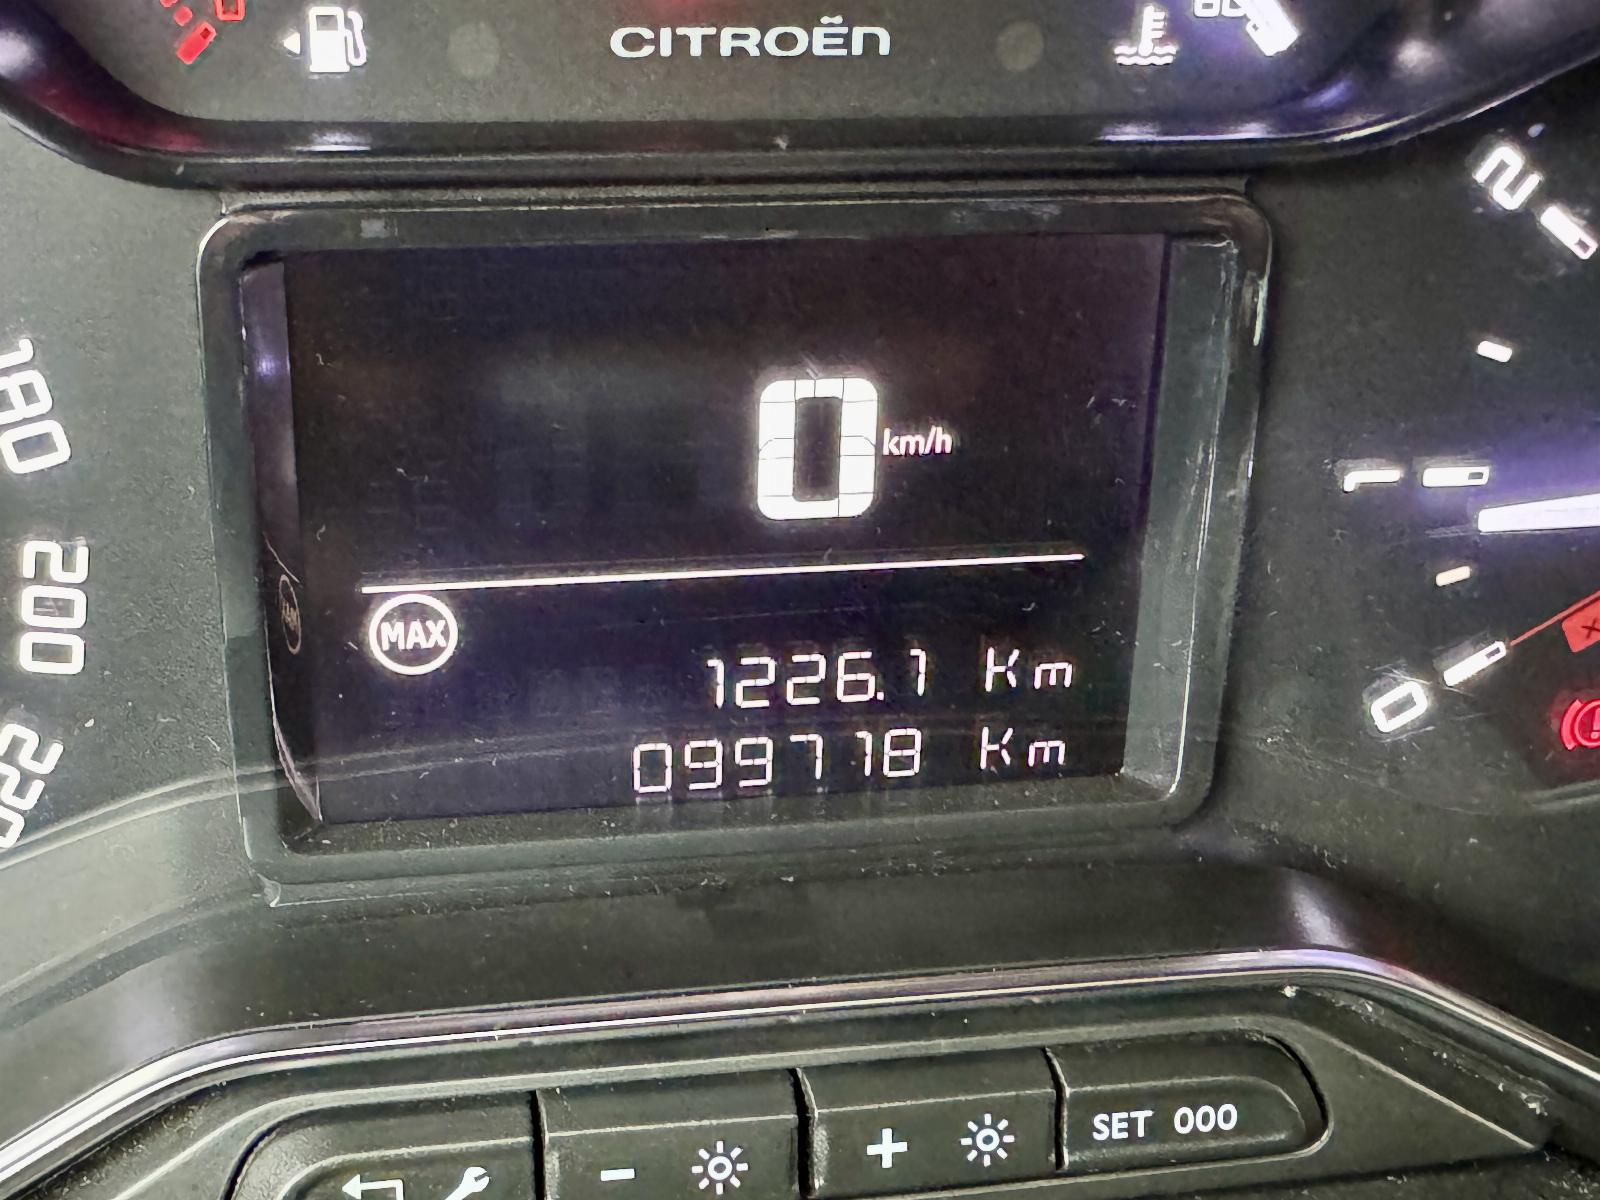 CITROËN
2
180
0 km/h
1
200
MAX
1226.1 Km
0
220
099718 Km
- +
SET 000